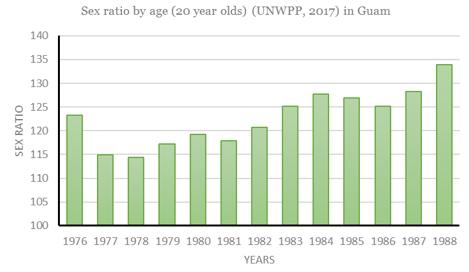 Sex ratio by age (20 year olds) (UNWPP, 2017) in Guam
140
135
130
125
120
115
110
105
100
SEX RATIO
1976 1977 1978 1979 1980 1981 1982 1983 1984 1985 1986 1987 1988
YEARS